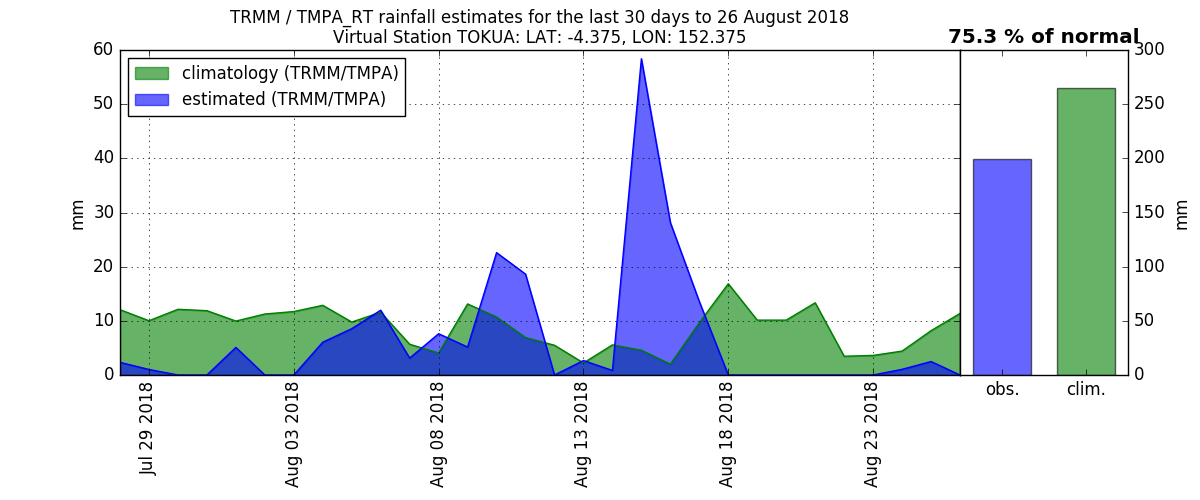 TRMM / TMPA_RT rainfall estimates for the last 30 days to 26 August 2018
Virtual Station TOKUA: LAT: -4.375, LON: 152.375
75.3 % of normal
climatology (TRMM/TMPA)
estimated (TRMM/TMPA)
60
50
40
30
20
10
0
mm
Jul 29 2018
Aug 03 2018
Aug 08 2018
Aug 13 2018
Aug 18 2018
Aug 23 2018
obs.
clim.
300
250
200
150
100
50
0
mm